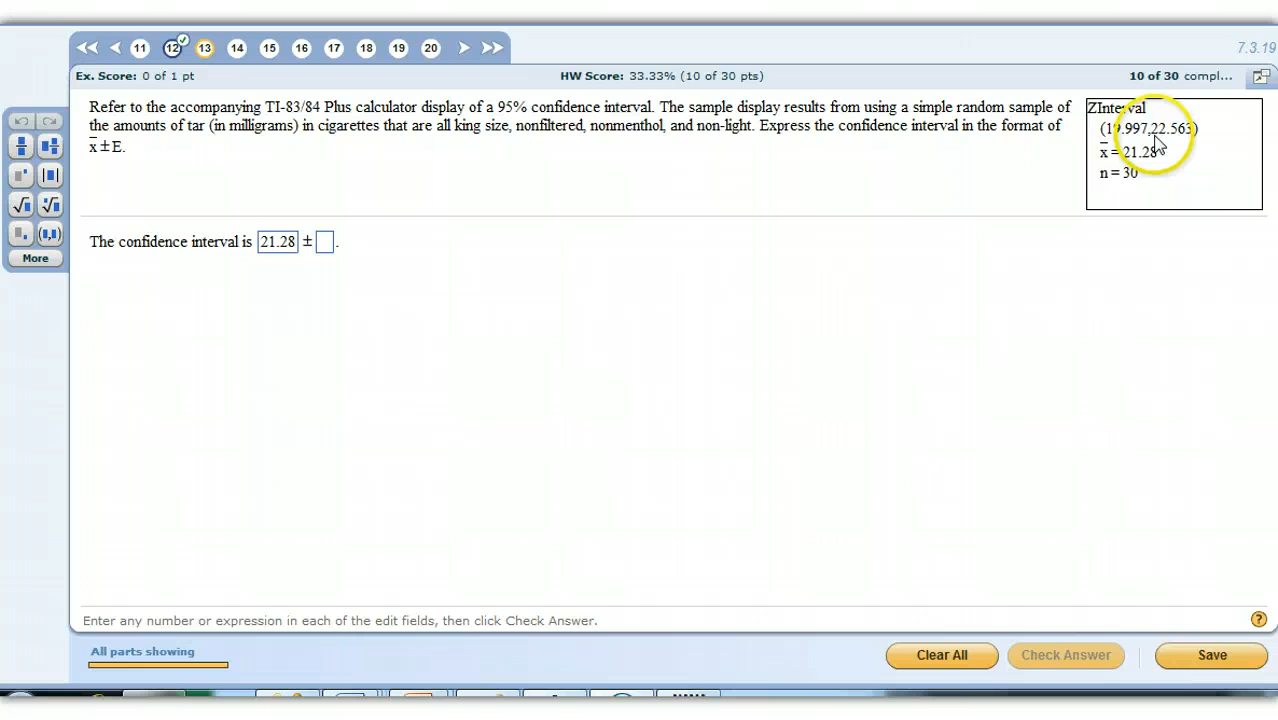 11 12 13 14 15 16 17 18 19 20
7.3.19
Ex. Score: 0 of 1 pt
HW Score: 33.33% (10 of 30 pts)
10 of 30 compl...
Refer to the accompanying TI-83/84 Plus calculator display of a 95% confidence interval. The sample display results from using a simple random sample of
the amounts of tar (in milligrams) in cigarettes that are all king size, nonfiltered, nonmenthol, and non-light. Express the confidence interval in the format of
x̅ ± E.
ZInterval
(19.997,22.563)
x̅ = 21.28
n = 30
The confidence interval is 21.28 ± .
More
Enter any number or expression in each of the edit fields, then click Check Answer.
?
All parts showing
Clear All
Check Answer
Save